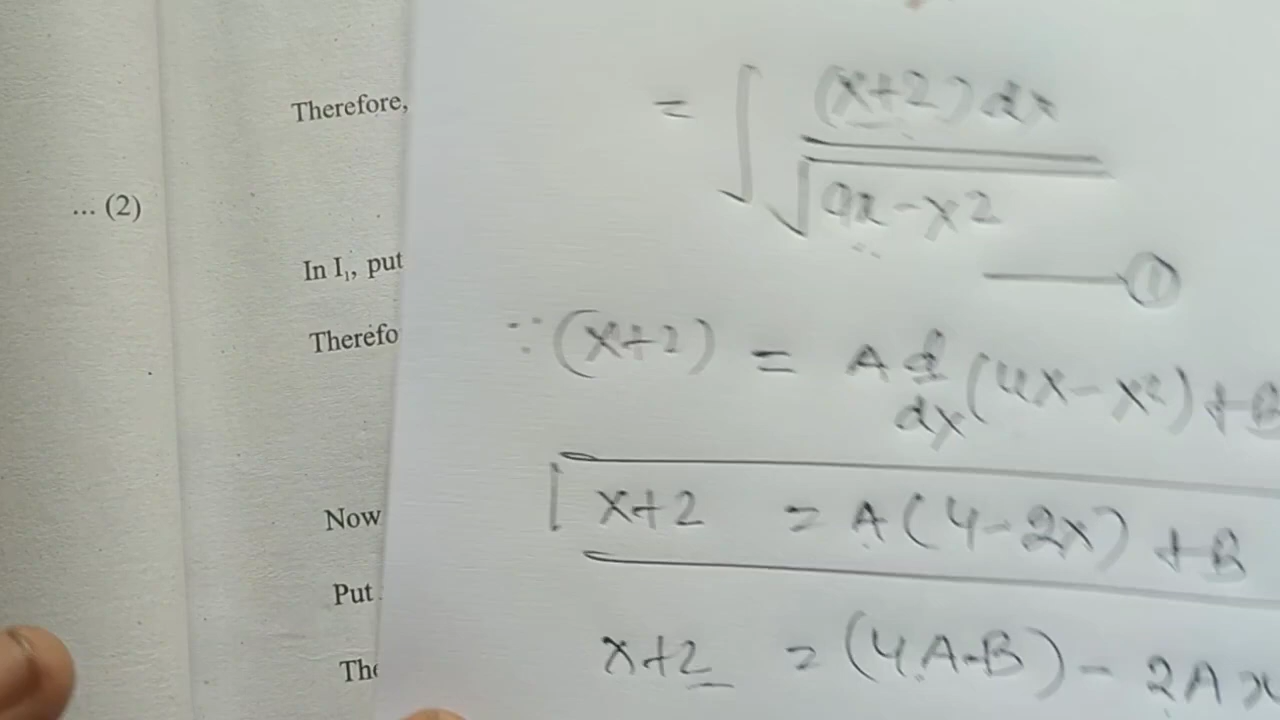 Therefore,
... (2)
In I₁, put
Therefo
Now
Put
The
= ∫ (x+2) dx
√4x-x2
①
∵ (x+2) = A d/dx (4x-x²) + B
x+2 = A(4-2x) + B
x+2 = (4A-B) - 2Ax